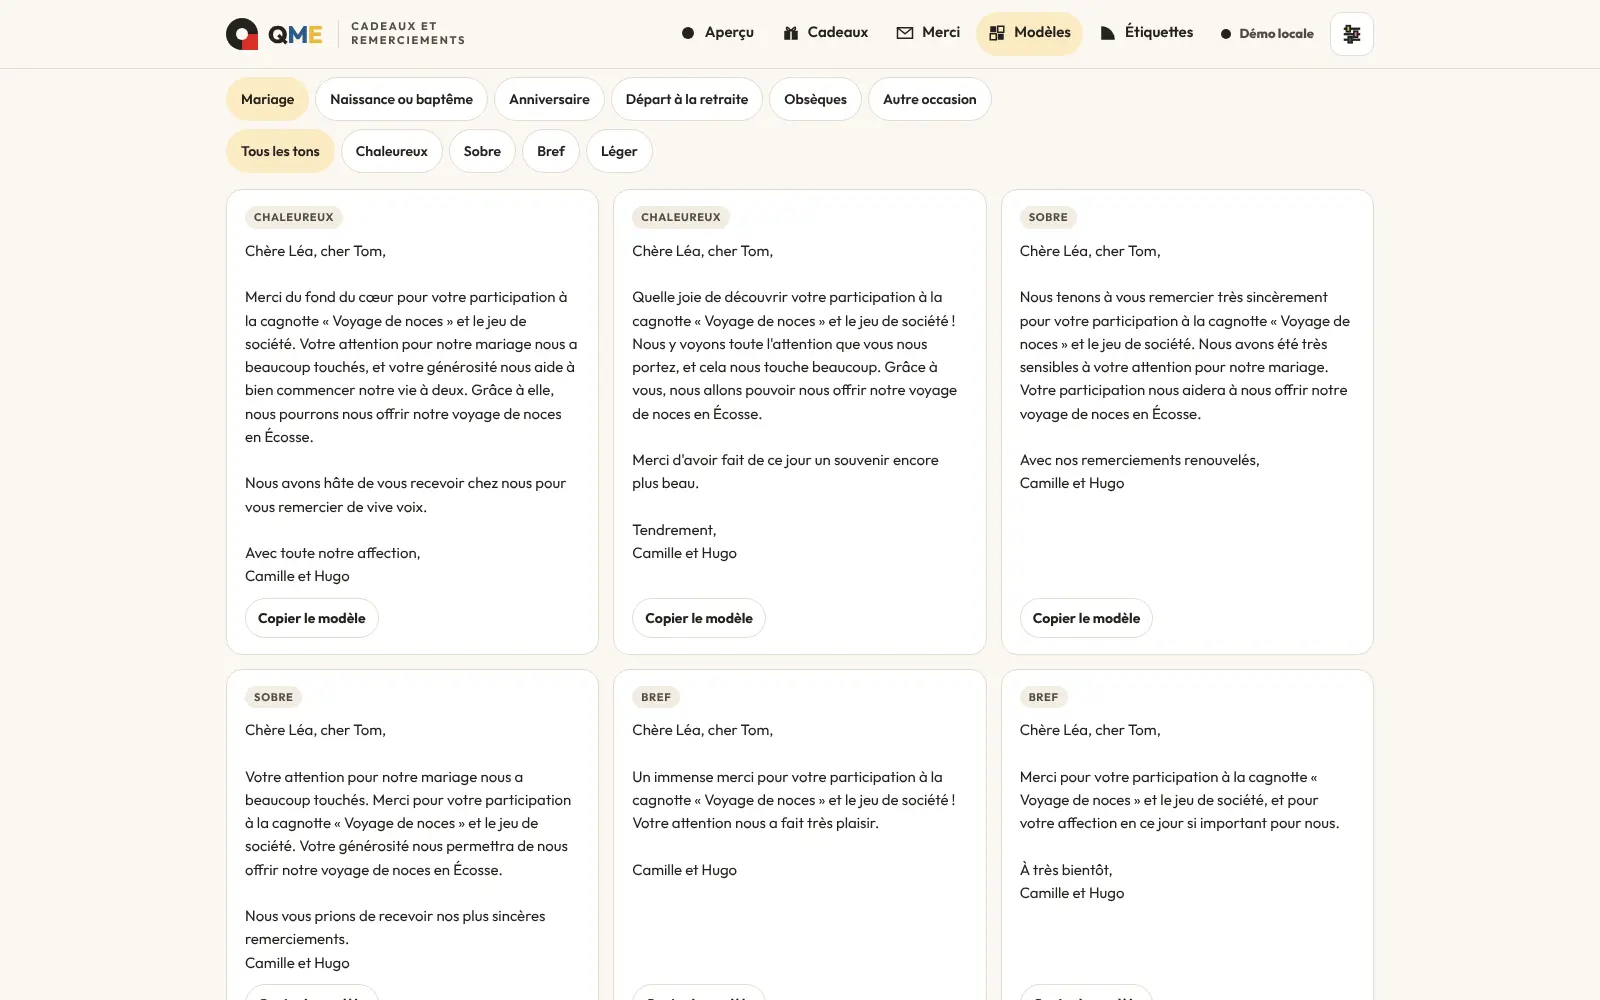 QME
CADEAUX ET
REMERCIEMENTS
Aperçu
Cadeaux
Merci
Modèles
Étiquettes
Démo locale
Mariage
Naissance ou baptême
Anniversaire
Départ à la retraite
Obsèques
Autre occasion
Tous les tons
Chaleureux
Sobre
Bref
Léger
CHALEUREUX
Chère Léa, cher Tom,
Merci du fond du cœur pour votre participation à
la cagnotte « Voyage de noces » et le jeu de
société. Votre attention pour notre mariage nous a
beaucoup touchés, et votre générosité nous aide à
bien commencer notre vie à deux. Grâce à elle,
nous pourrons nous offrir notre voyage de noces
en Écosse.
Nous avons hâte de vous recevoir chez nous pour
vous remercier de vive voix.
Avec toute notre affection,
Camille et Hugo
Copier le modèle
CHALEUREUX
Chère Léa, cher Tom,
Quelle joie de découvrir votre participation à la
cagnotte « Voyage de noces » et le jeu de société !
Nous y voyons toute l'attention que vous nous
portez, et cela nous touche beaucoup. Grâce à
vous, nous allons pouvoir nous offrir notre voyage
de noces en Écosse.
Merci d'avoir fait de ce jour un souvenir encore
plus beau.
Tendrement,
Camille et Hugo
Copier le modèle
SOBRE
Chère Léa, cher Tom,
Nous tenons à vous remercier très sincèrement
pour votre participation à la cagnotte « Voyage de
noces » et le jeu de société. Nous avons été très
sensibles à votre attention pour notre mariage.
Votre participation nous aidera à nous offrir notre
voyage de noces en Écosse.
Avec nos remerciements renouvelés,
Camille et Hugo
Copier le modèle
SOBRE
Chère Léa, cher Tom,
Votre attention pour notre mariage nous a
beaucoup touchés. Merci pour votre participation
à la cagnotte « Voyage de noces » et le jeu de
société. Votre générosité nous permettra de nous
offrir notre voyage de noces en Écosse.
Nous vous prions de recevoir nos plus sincères
remerciements.
Camille et Hugo
BREF
Chère Léa, cher Tom,
Un immense merci pour votre participation à la
cagnotte « Voyage de noces » et le jeu de société !
Votre attention nous a fait très plaisir.
Camille et Hugo
BREF
Chère Léa, cher Tom,
Merci pour votre participation à la cagnotte «
Voyage de noces » et le jeu de société, et pour
votre affection en ce jour si important pour nous.
À très bientôt,
Camille et Hugo